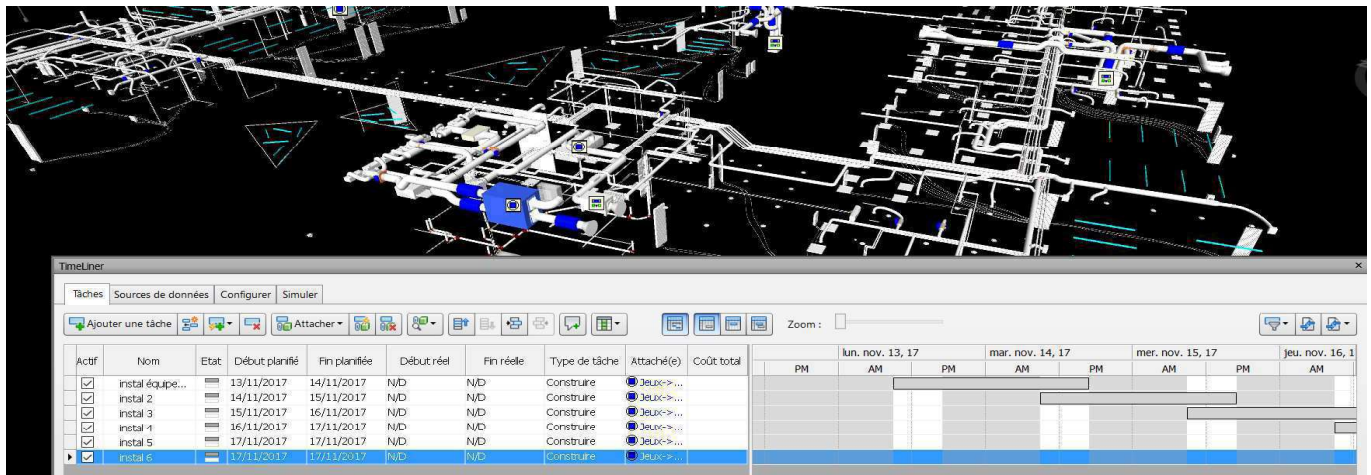 TimeLiner ×
Tâches Sources de données Configurer Simuler
Ajouter une tâche Attacher Zoom :
Actif Nom Etat Début planifié Fin planifiée Début réel Fin réelle Type de tâche Attaché(e) Coût total lun. nov. 13, 17 mar. nov. 14, 17 mer. nov. 15, 17 jeu. nov. 16, 1
PM AM PM AM PM AM PM AM
instal équipe... 13/11/2017 14/11/2017 N/D N/D Construire Jeux->...
instal 2 14/11/2017 15/11/2017 N/D N/D Construire Jeux->...
instal 3 15/11/2017 16/11/2017 N/D N/D Construire Jeux->...
instal 4 16/11/2017 17/11/2017 N/D N/D Construire Jeux->...
instal 5 17/11/2017 17/11/2017 N/D N/D Construire Jeux->...
instal 6 17/11/2017 17/11/2017 N/D N/D Construire Jeux->...